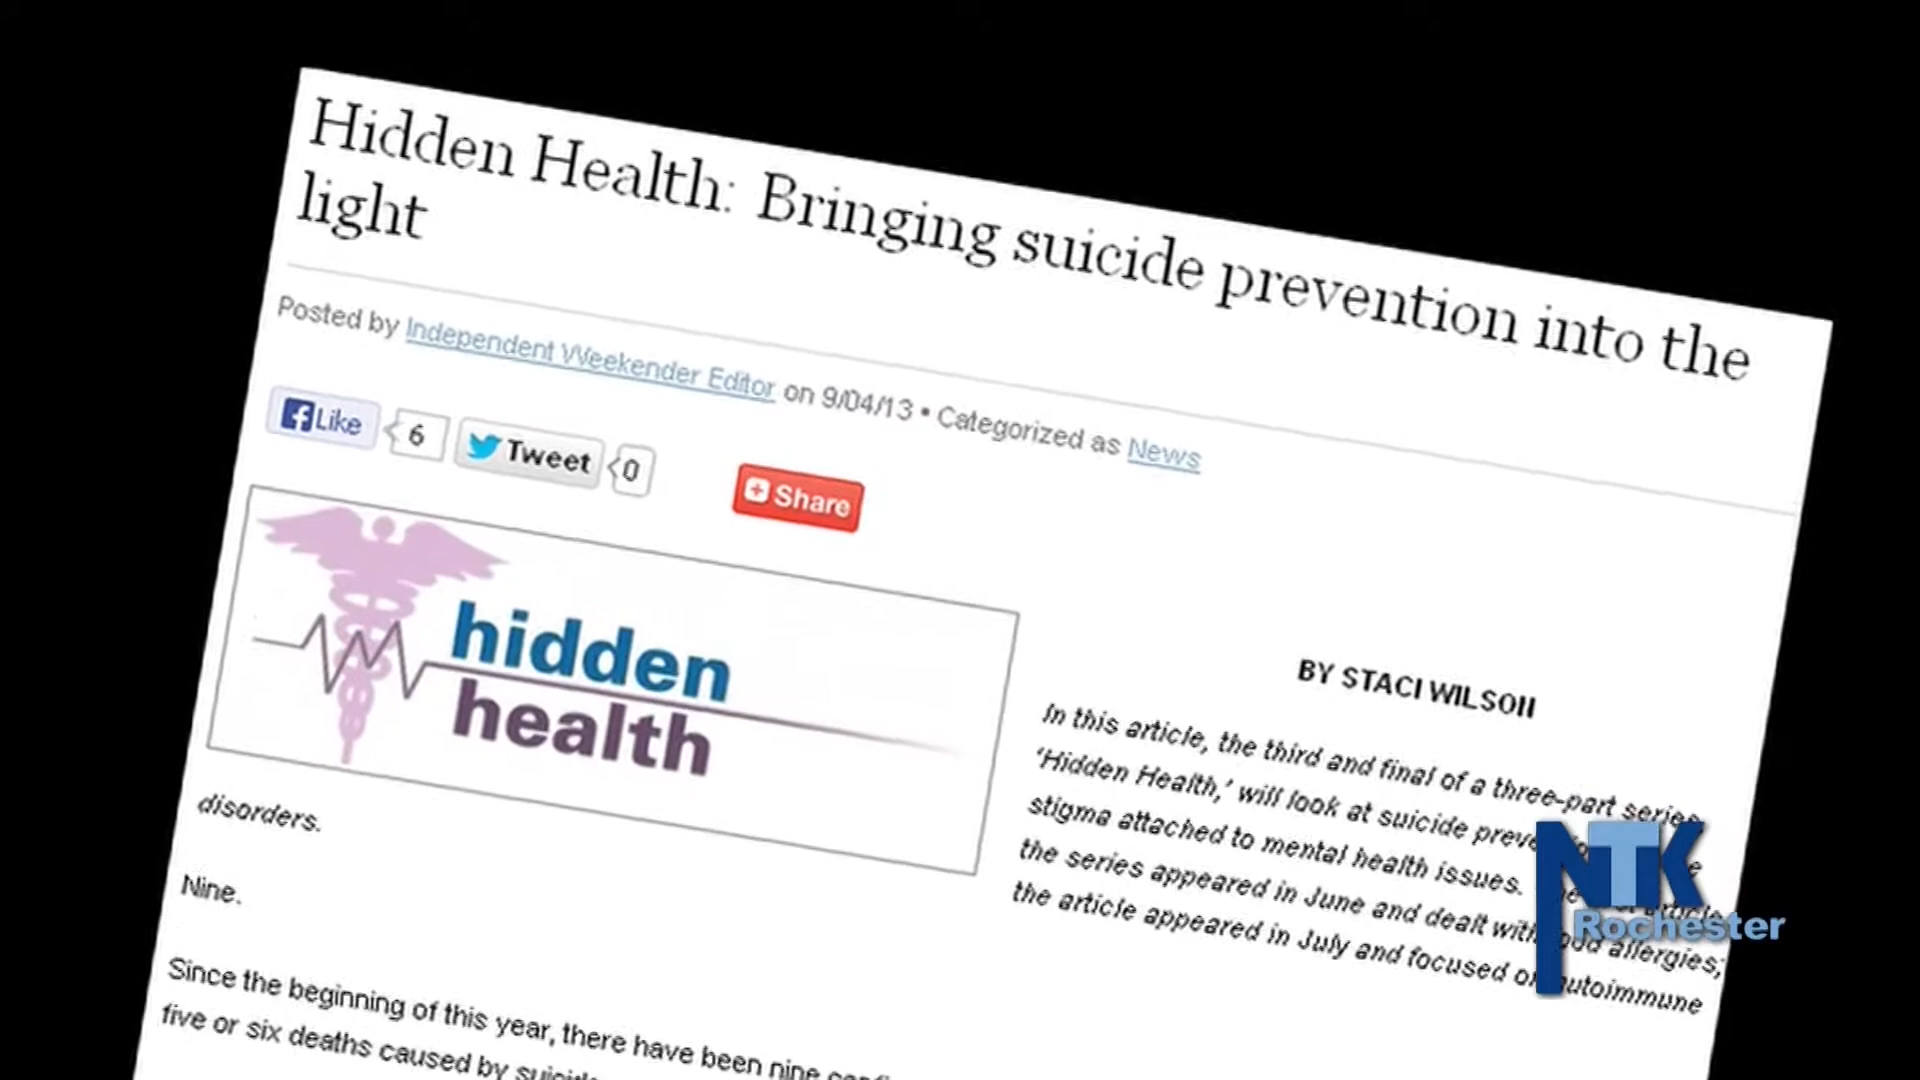 Hidden Health: Bringing suicide prevention into the
light
Posted by Independent Weekender Editor on 9/04/13 • Categorized as News
Like 6 Tweet 0 Share
hidden
health
BY STACI WILSON
In this article, the third and final of a three-part series
'Hidden Health,' will look at suicide
stigma attached to mental health issues.
the series appeared in June and dealt with allergies;
the article appeared in July and focused on autoimmune
disorders.
Nine.
Since the beginning of this year, there have been nine
five or six deaths caused by
NTK
Rochester